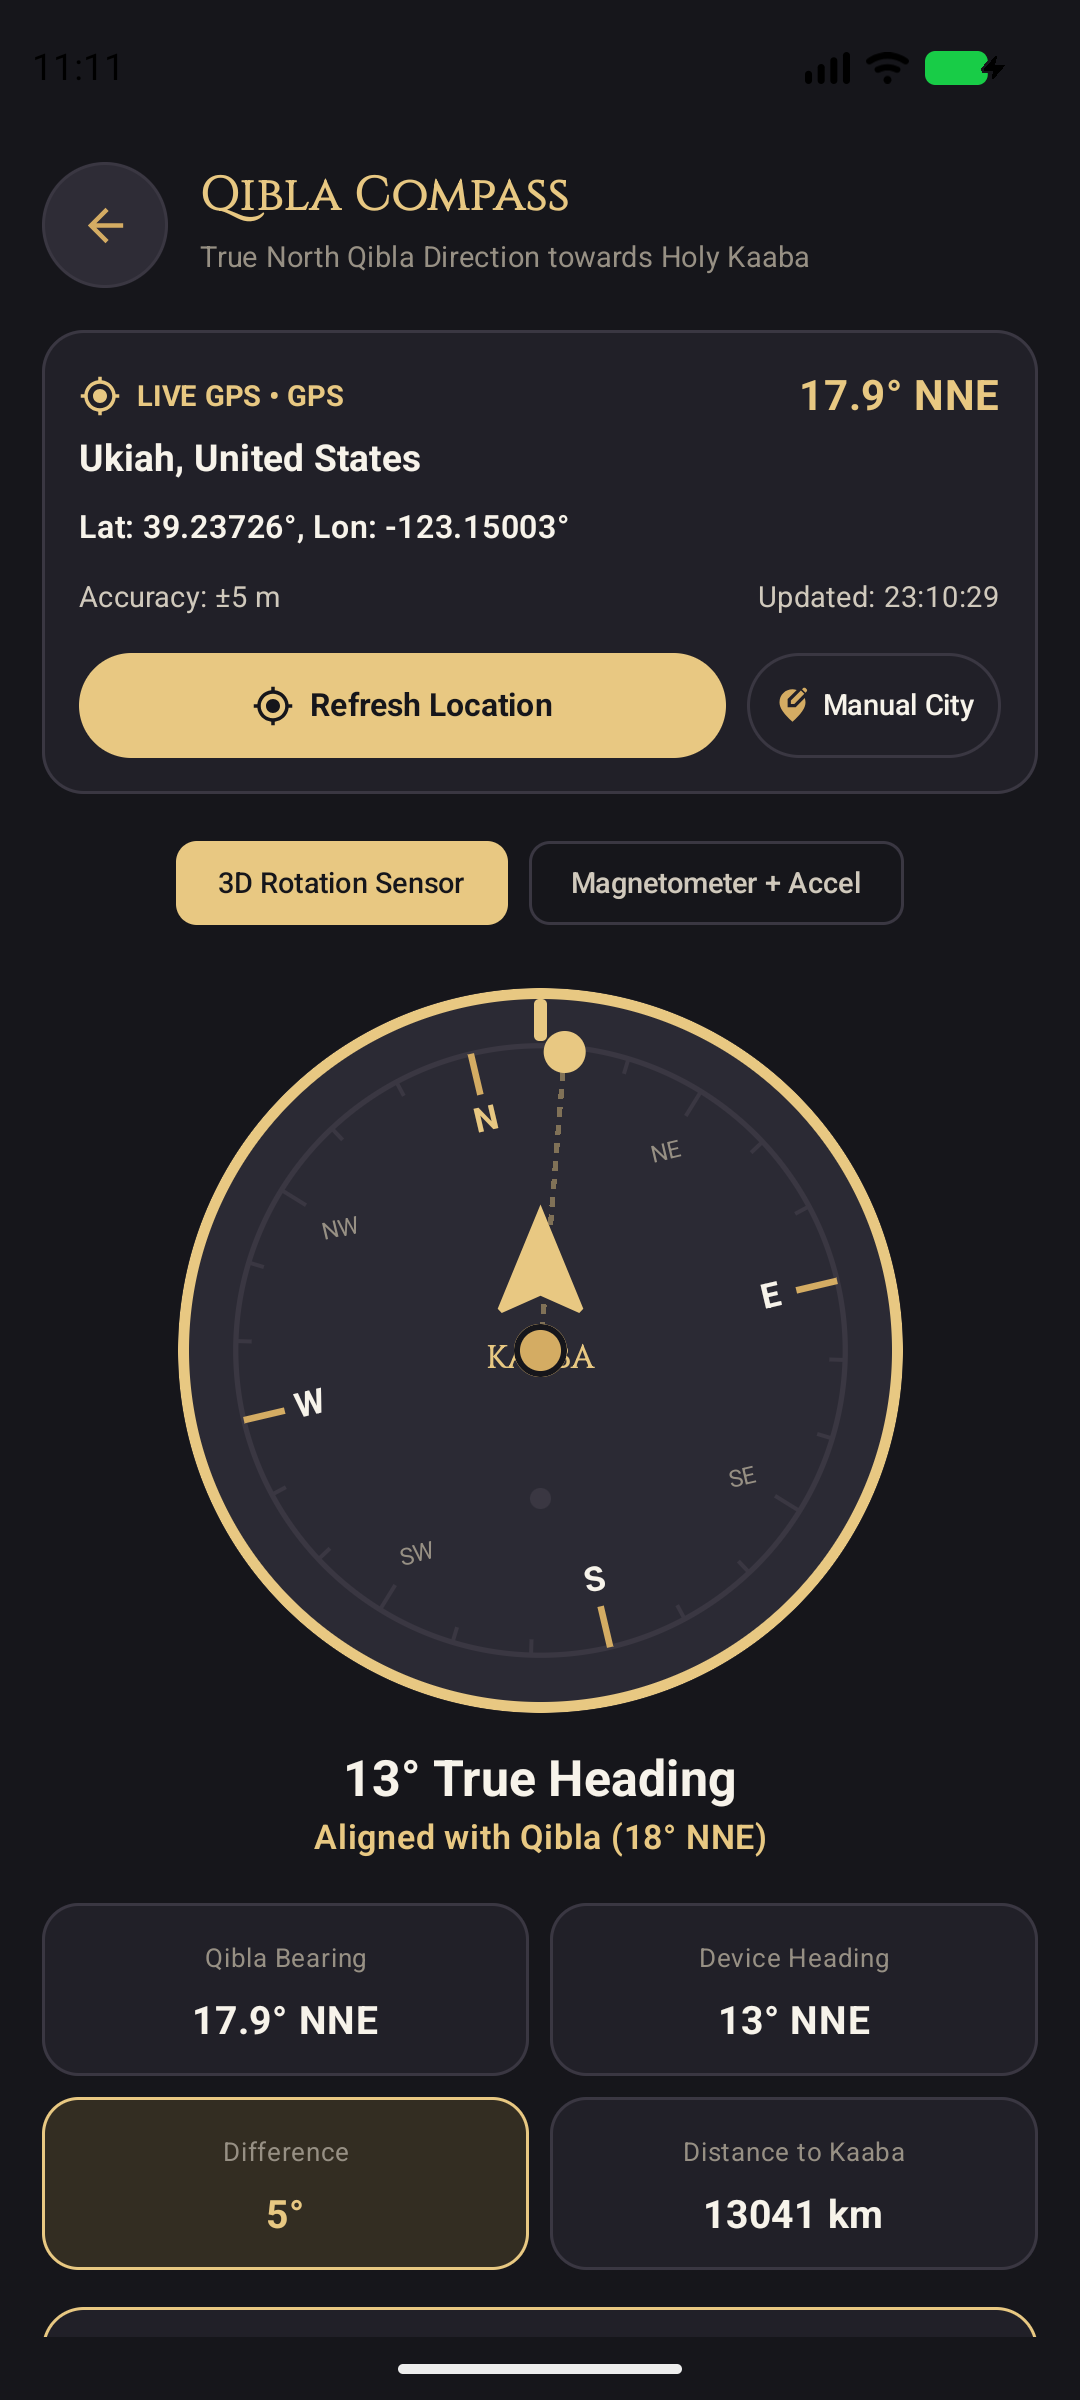 11:11
Qibla Compass
True North Qibla Direction towards Holy Kaaba
LIVE GPS • GPS
17.9° NNE
Ukiah, United States
Lat: 39.23726°, Lon: -123.15003°
Accuracy: ±5 m
Updated: 23:10:29
Refresh Location
Manual City
3D Rotation Sensor
Magnetometer + Accel
N
NE
NW
E
W
SE
SW
S
13° True Heading
Aligned with Qibla (18° NNE)
Qibla Bearing
17.9° NNE
Device Heading
13° NNE
Difference
5°
Distance to Kaaba
13041 km